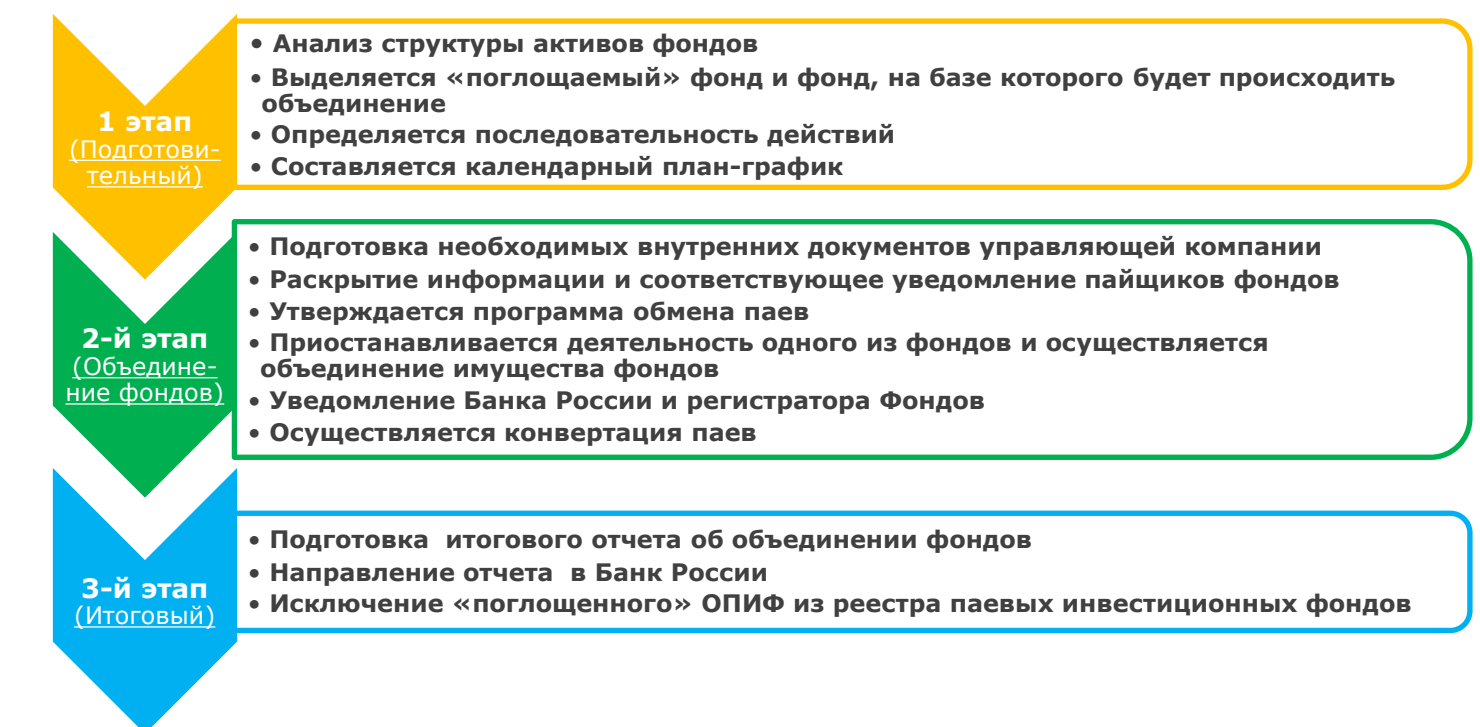 1 этап
(Подготови-
тельный)
• Анализ структуры активов фондов
• Выделяется «поглощаемый» фонд и фонд, на базе которого будет происходить
объединение
• Определяется последовательность действий
• Составляется календарный план-график
2-й этап
(Объедине-
ние фондов)
• Подготовка необходимых внутренних документов управляющей компании
• Раскрытие информации и соответствующее уведомление пайщиков фондов
• Утверждается программа обмена паев
• Приостанавливается деятельность одного из фондов и осуществляется
объединение имущества фондов
• Уведомление Банка России и регистратора Фондов
• Осуществляется конвертация паев
3-й этап
(Итоговый)
• Подготовка  итогового отчета об объединении фондов
• Направление отчета  в Банк России
• Исключение «поглощенного» ОПИФ из реестра паевых инвестиционных фондов